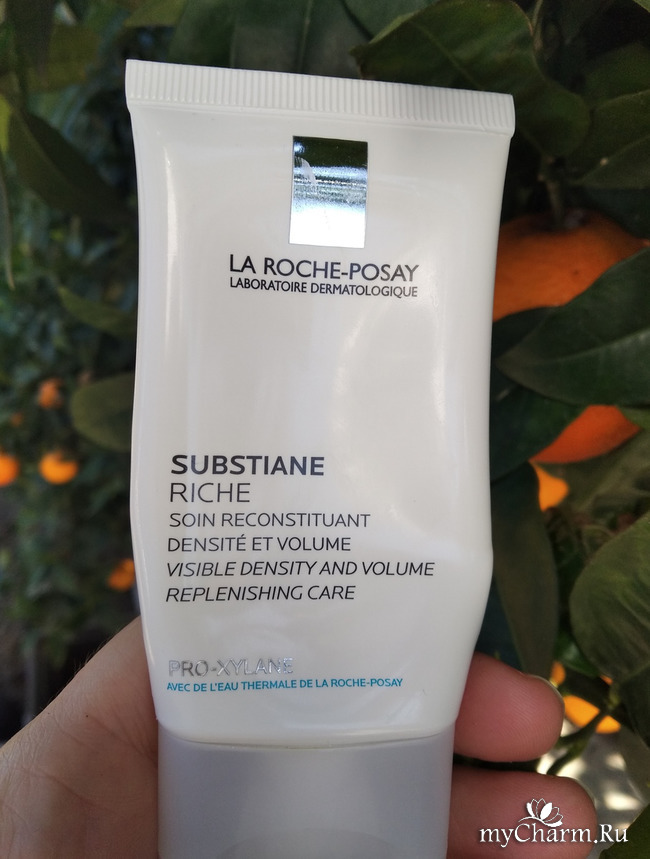 LA ROCHE-POSAY
LABORATOIRE DERMATOLOGIQUE
SUBSTIANE
RICHE
SOIN RECONSTITUANT
DENSITÉ ET VOLUME
VISIBLE DENSITY AND VOLUME
REPLENISHING CARE
PRO-XYLANE
AVEC DE L'EAU THERMALE DE LA ROCHE-POSAY
myCharm.Ru